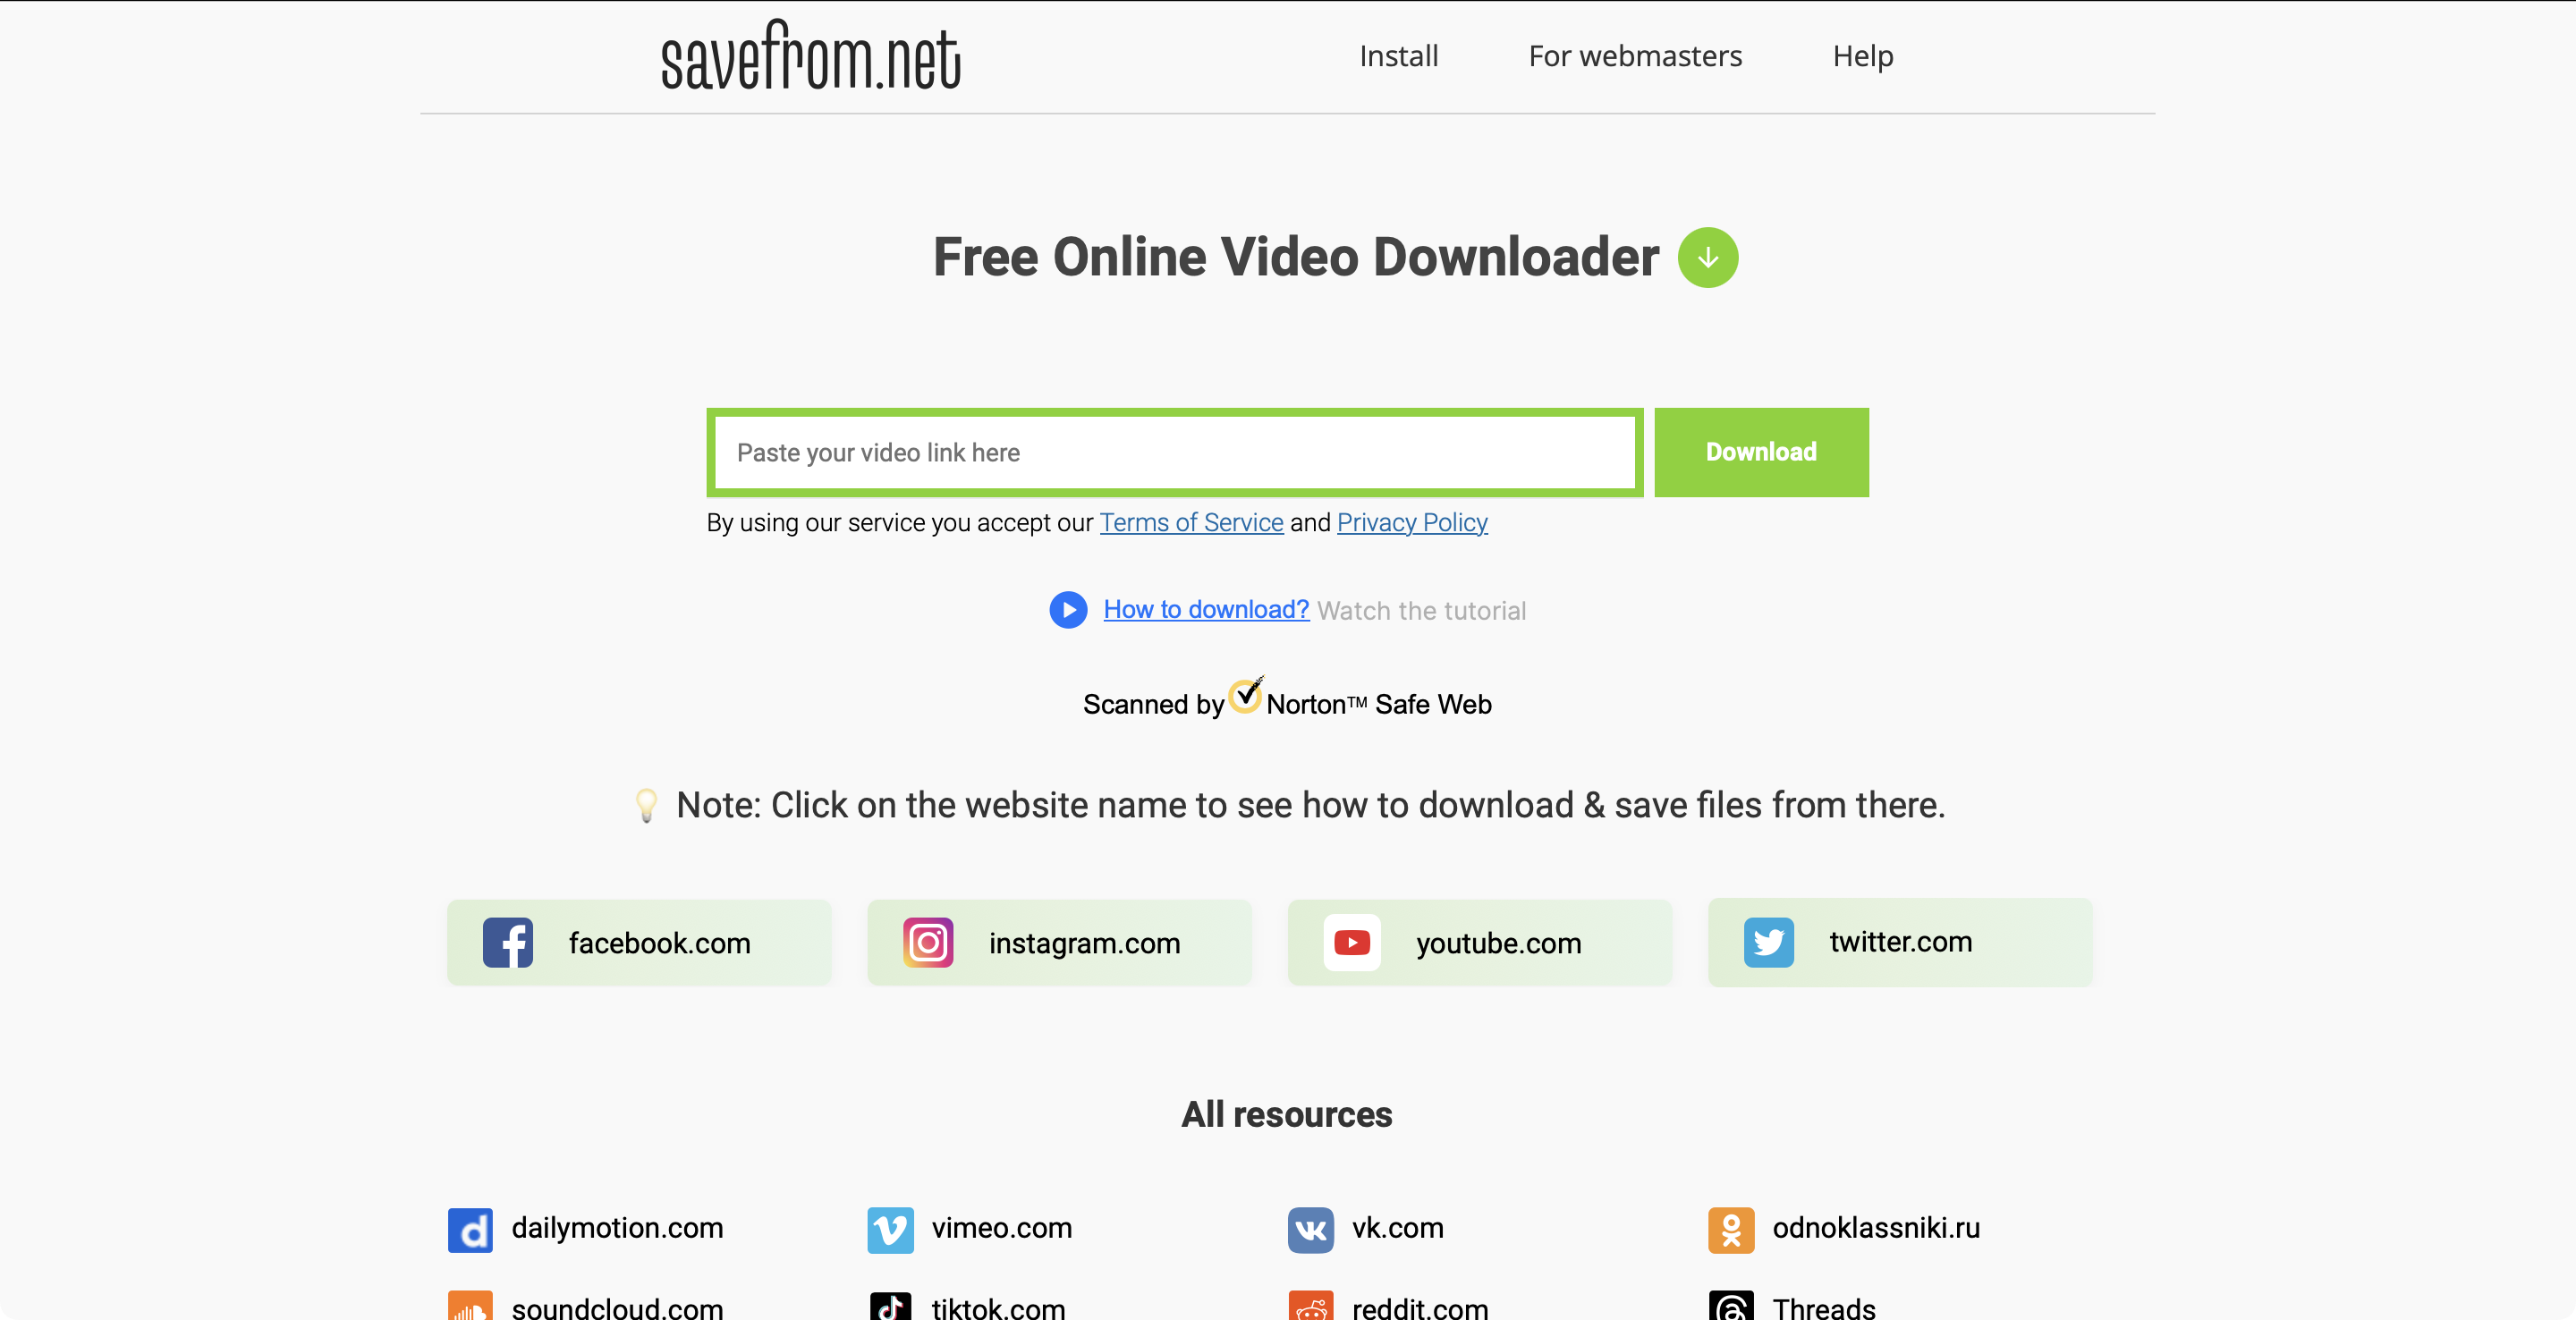 savefrom.net
Install For webmasters Help
Free Online Video Downloader
Paste your video link here
Download
By using our service you accept our Terms of Service and Privacy Policy
How to download? Watch the tutorial
Scanned by Norton™ Safe Web
Note: Click on the website name to see how to download & save files from there.
facebook.com instagram.com youtube.com twitter.com
All resources
dailymotion.com vimeo.com vk.com odnoklassniki.ru
soundcloud.com tiktok.com reddit.com Threads